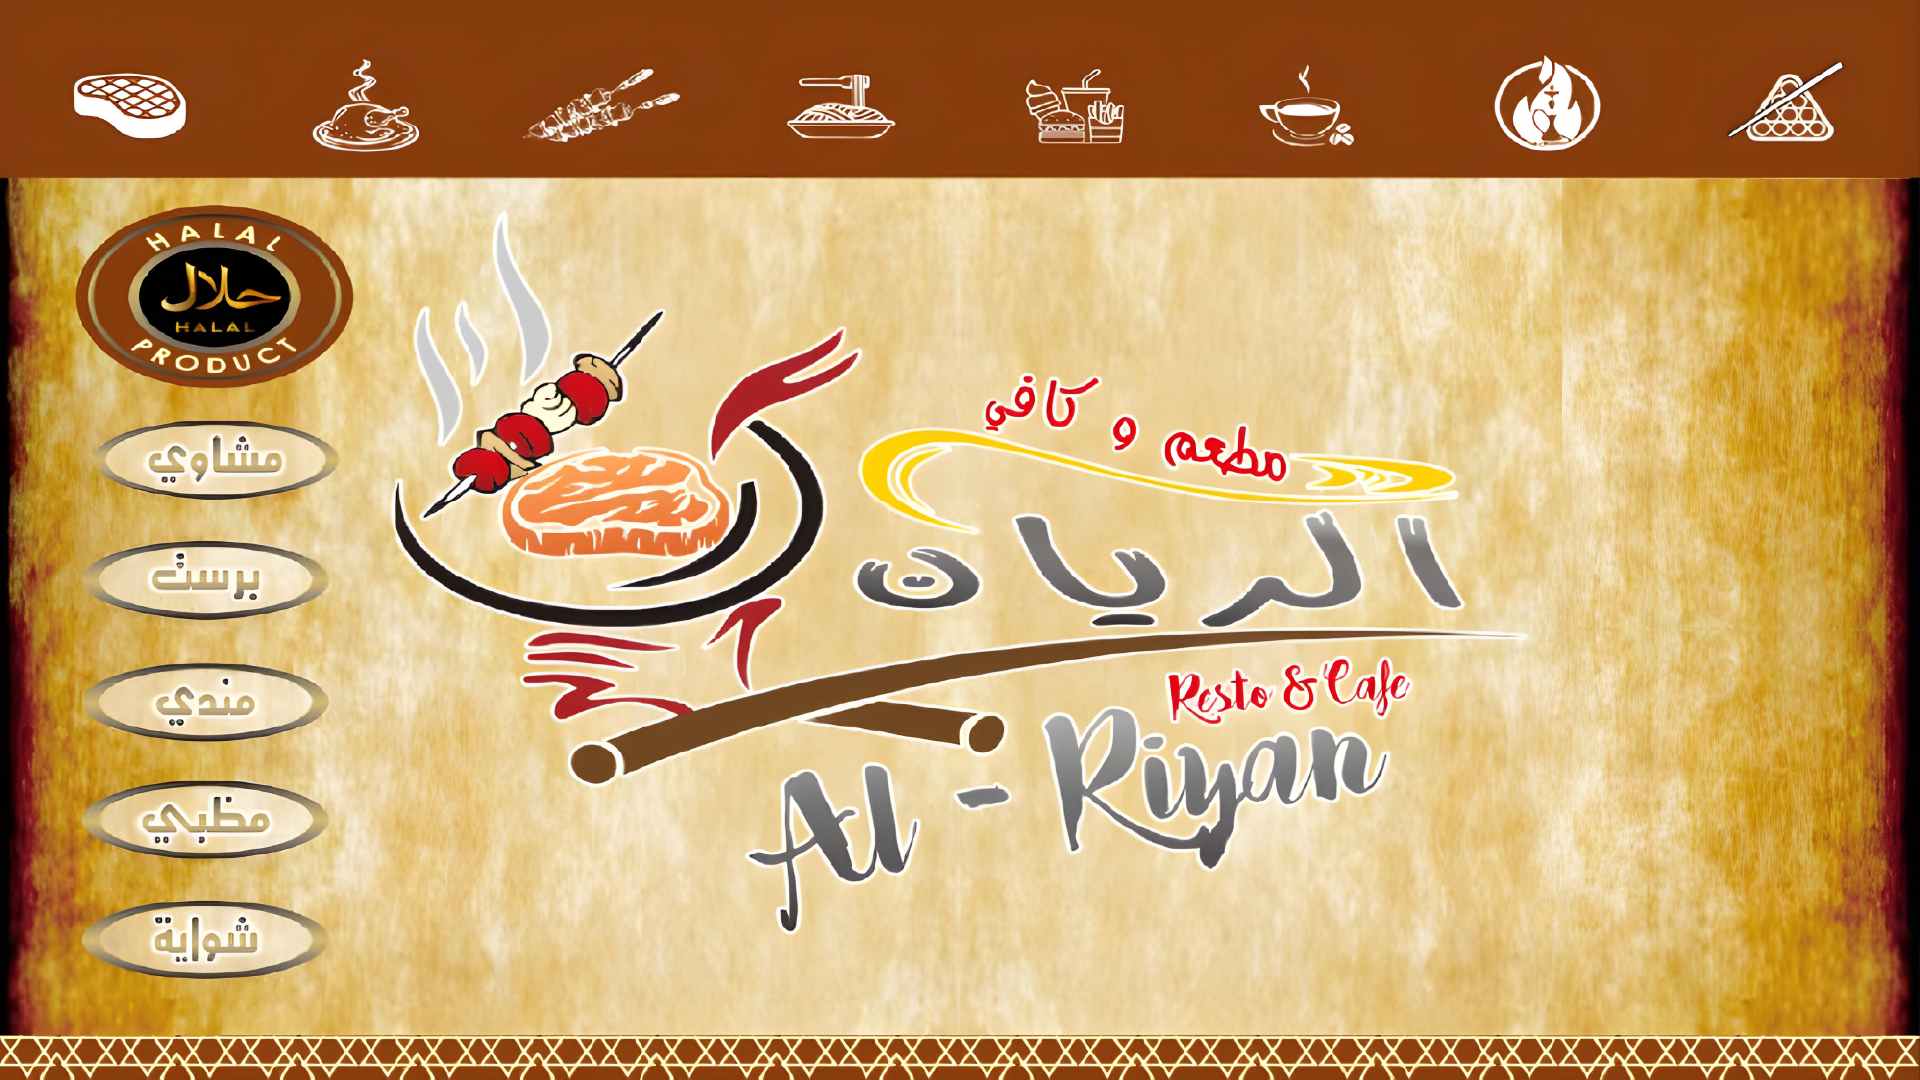 HALAL
حلال
HALAL
PRODUCT
مشاوي
برست
مندي
مظبي
شواية
مطعم و كافي
الريان
Resto & Cafe
Al - Riyan